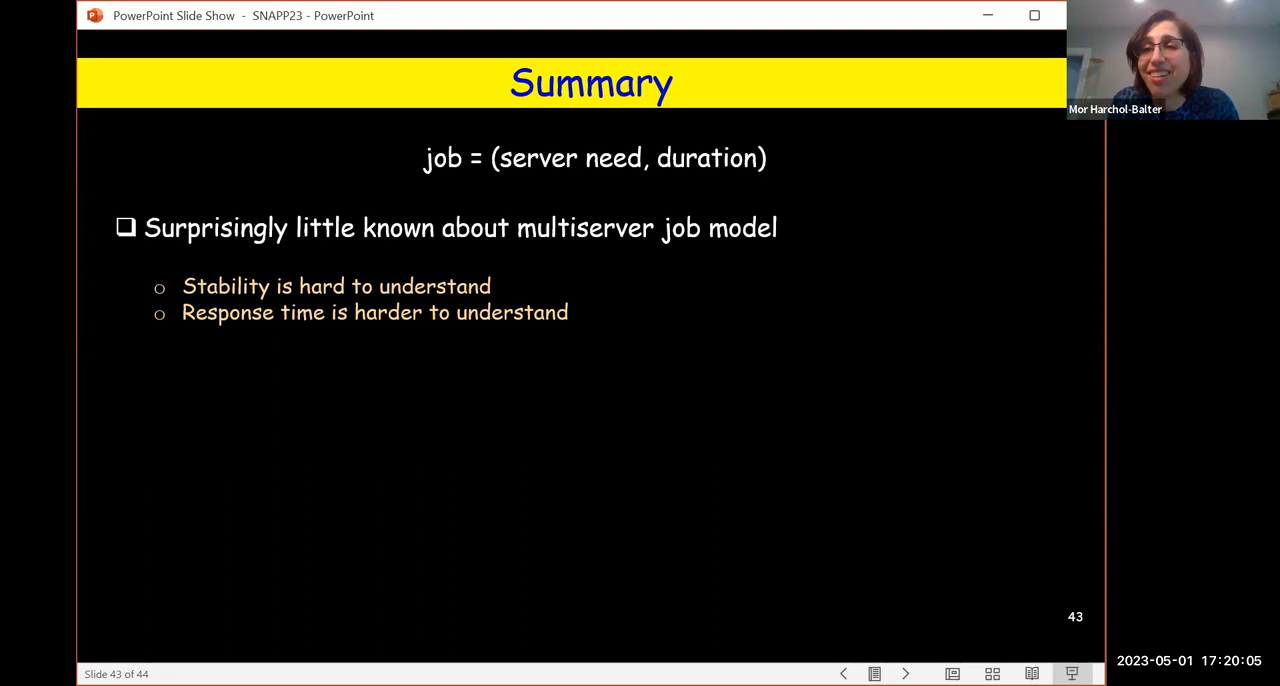 PowerPoint Slide Show - SNAPP23 - PowerPoint
Summary
Mor Harchol-Balter
job = (server need, duration)
❑ Surprisingly little known about multiserver job model
o Stability is hard to understand
o Response time is harder to understand
43
Slide 43 of 44
2023-05-01 17:20:05